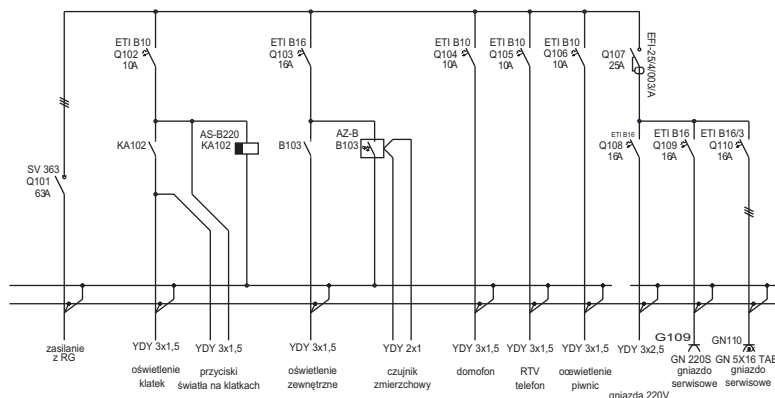 ETI B10
Q102
10A
ETI B16
Q103
16A
ETI B10
Q104
10A
ETI B10
Q105
10A
ETI B10
Q106
10A
Q107
25A
EFI-25/4/003/A
KA102
AS-B220
KA102
B103
AZ-B
B103
ETI B16
Q108
16A
ETI B16
Q109
16A
ETI B16/3
Q110
16A
SV 363
Q101
63A
zasilanie
z RG
YDY 3x1,5
oświetlenie
klatek
YDY 3x1,5
przyciski
światła na klatkach
YDY 3x1,5
oświetlenie
zewnętrzne
YDY 2x1
czujnik
zmierzchowy
YDY 3x1,5
domofon
YDY 3x1,5
RTV
telefon
YDY 3x1,5
oœwietlenie
piwnic
YDY 3x2,5
gniazda 220V
G109
GN 220S
gniazdo
serwisowe
GN110
GN 5X16 TAB
gniazdo
serwisowe